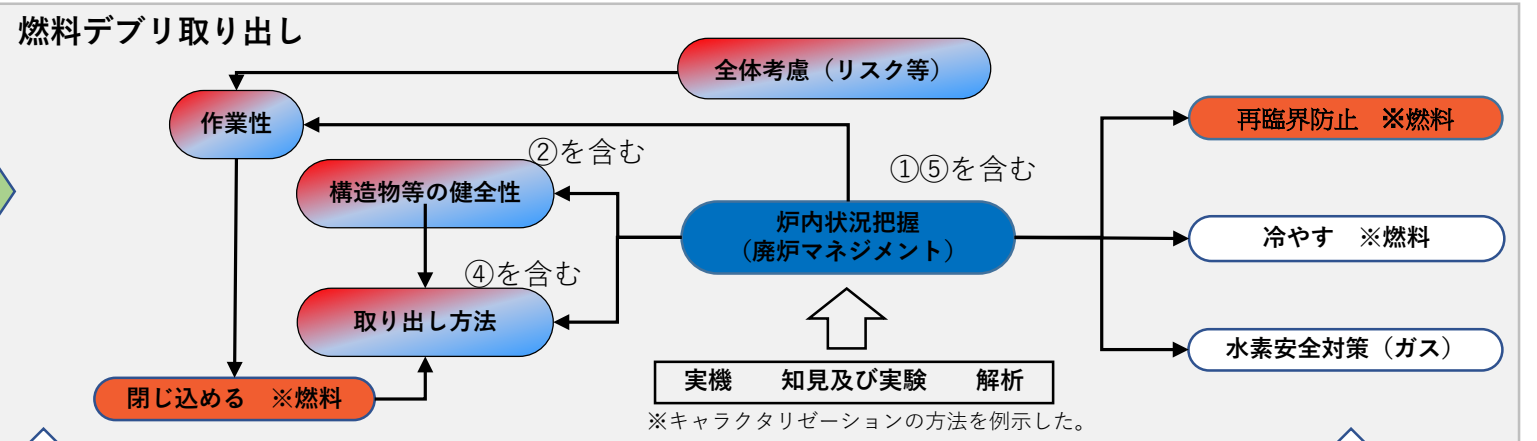 燃料デブリ取り出し
全体考慮（リスク等）
作業性
再臨界防止　※燃料
②を含む
①⑤を含む
構造物等の健全性
炉内状況把握
（廃炉マネジメント）
冷やす　※燃料
④を含む
取り出し方法
水素安全対策（ガス）
実機　　知見及び実験　　解析
閉じ込める　※燃料
※キャラクタリゼーションの方法を例示した。